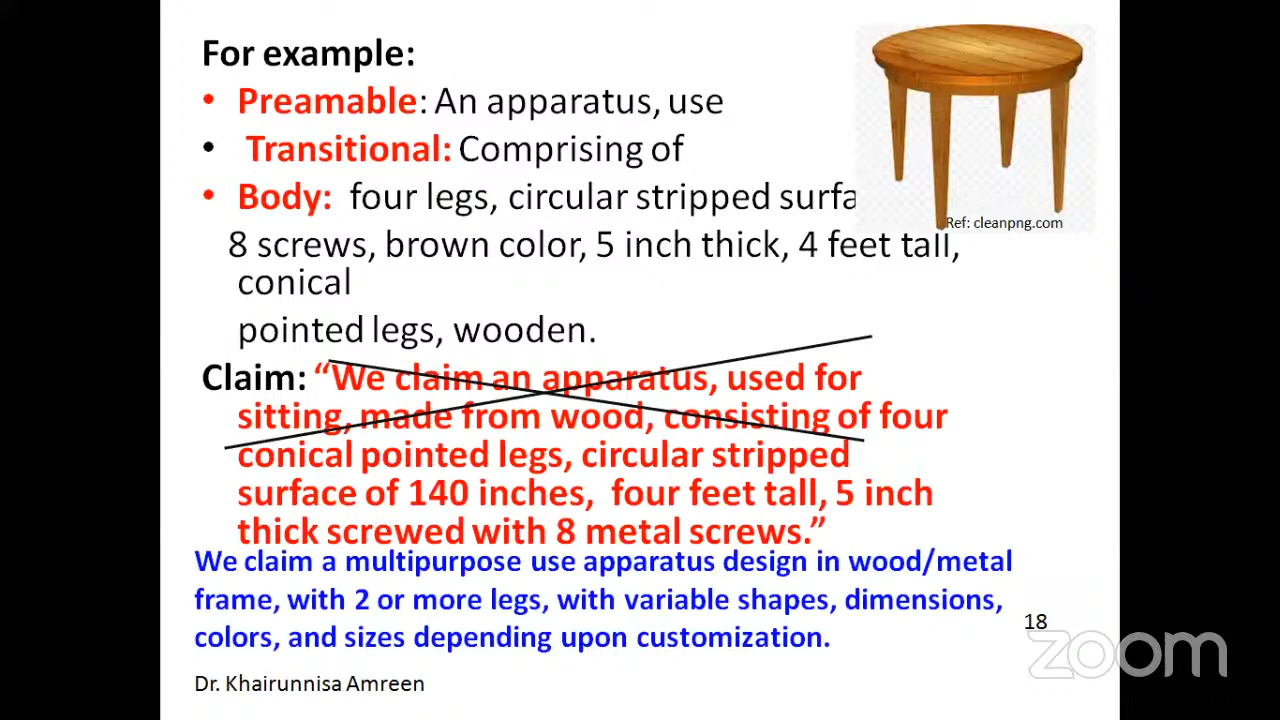 For example:
• Preamable: An apparatus, use
• Transitional: Comprising of
• Body: four legs, circular stripped surfa
8 screws, brown color, 5 inch thick, 4 feet tall,
conical
pointed legs, wooden.
Claim: “We claim an apparatus, used for
sitting, made from wood, consisting of four
conical pointed legs, circular stripped
surface of 140 inches, four feet tall, 5 inch
thick screwed with 8 metal screws.”
We claim a multipurpose use apparatus design in wood/metal
frame, with 2 or more legs, with variable shapes, dimensions,
colors, and sizes depending upon customization.
Ref: cleanpng.com
18
zoom
Dr. Khairunnisa Amreen